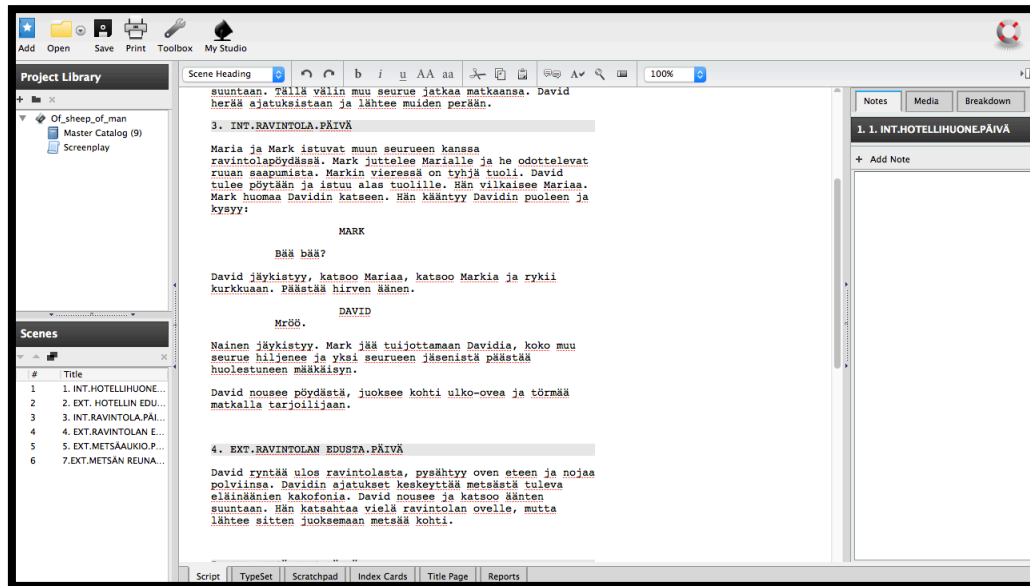 Add Open Save Print Toolbox My Studio
Project Library
Of_sheep_of_man
Master Catalog (9)
Screenplay
Scenes
# Title
1 1. INT.HOTELLIHUONE...
2 2. EXT. HOTELLIN EDU...
3 3. INT.RAVINTOLA.PÄI...
4 4. EXT.RAVINTOLAN E...
5 5. EXT.METSÄAUKIO.P...
6 7.EXT.METSÄN REUNA...
Scene Heading b i u AA aa A 100%
suuntaan. Tällä välin muu seurue jatkaa matkaansa. David
herää ajatuksistaan ja lähtee muiden perään.
3. INT.RAVINTOLA.PÄIVÄ
Maria ja Mark istuvat muun seurueen kanssa
ravintolapöydässä. Mark juttelee Marialle ja he odottelevat
ruuan saapumista. Markin vieressä on tyhjä tuoli. David
tulee pöytään ja istuu alas tuolille. Hän vilkaisee Mariaa.
Mark huomaa Davidin katseen. Hän kääntyy Davidin puoleen ja
kysyy:
MARK
Bää bää?
David jäykistyy, katsoo Mariaa, katsoo Markia ja rykii
kurkkuaan. Päästää hirven äänen.
DAVID
Mröö.
Nainen jäykistyy. Mark jää tuijottamaan Davidia, koko muu
seurue hiljenee ja yksi seurueen jäsenistä päästää
huolestuneen määkäisyn.
David nousee pöydästä, juoksee kohti ulko-ovea ja törmää
matkalla tarjoilijaan.
4. EXT.RAVINTOLAN EDUSTA.PÄIVÄ
David ryntää ulos ravintolasta, pysähtyy oven eteen ja nojaa
polviinsa. Davidin ajatukset keskeyttää metsästä tuleva
eläinäänien kakofonia. David nousee ja katsoo äänten
suuntaan. Hän katsahtaa vielä ravintolan ovelle, mutta
lähtee sitten juoksemaan metsää kohti.
Script TypeSet Scratchpad Index Cards Title Page Reports
Notes Media Breakdown
1. 1. INT.HOTELLIHUONE.PÄIVÄ
+ Add Note